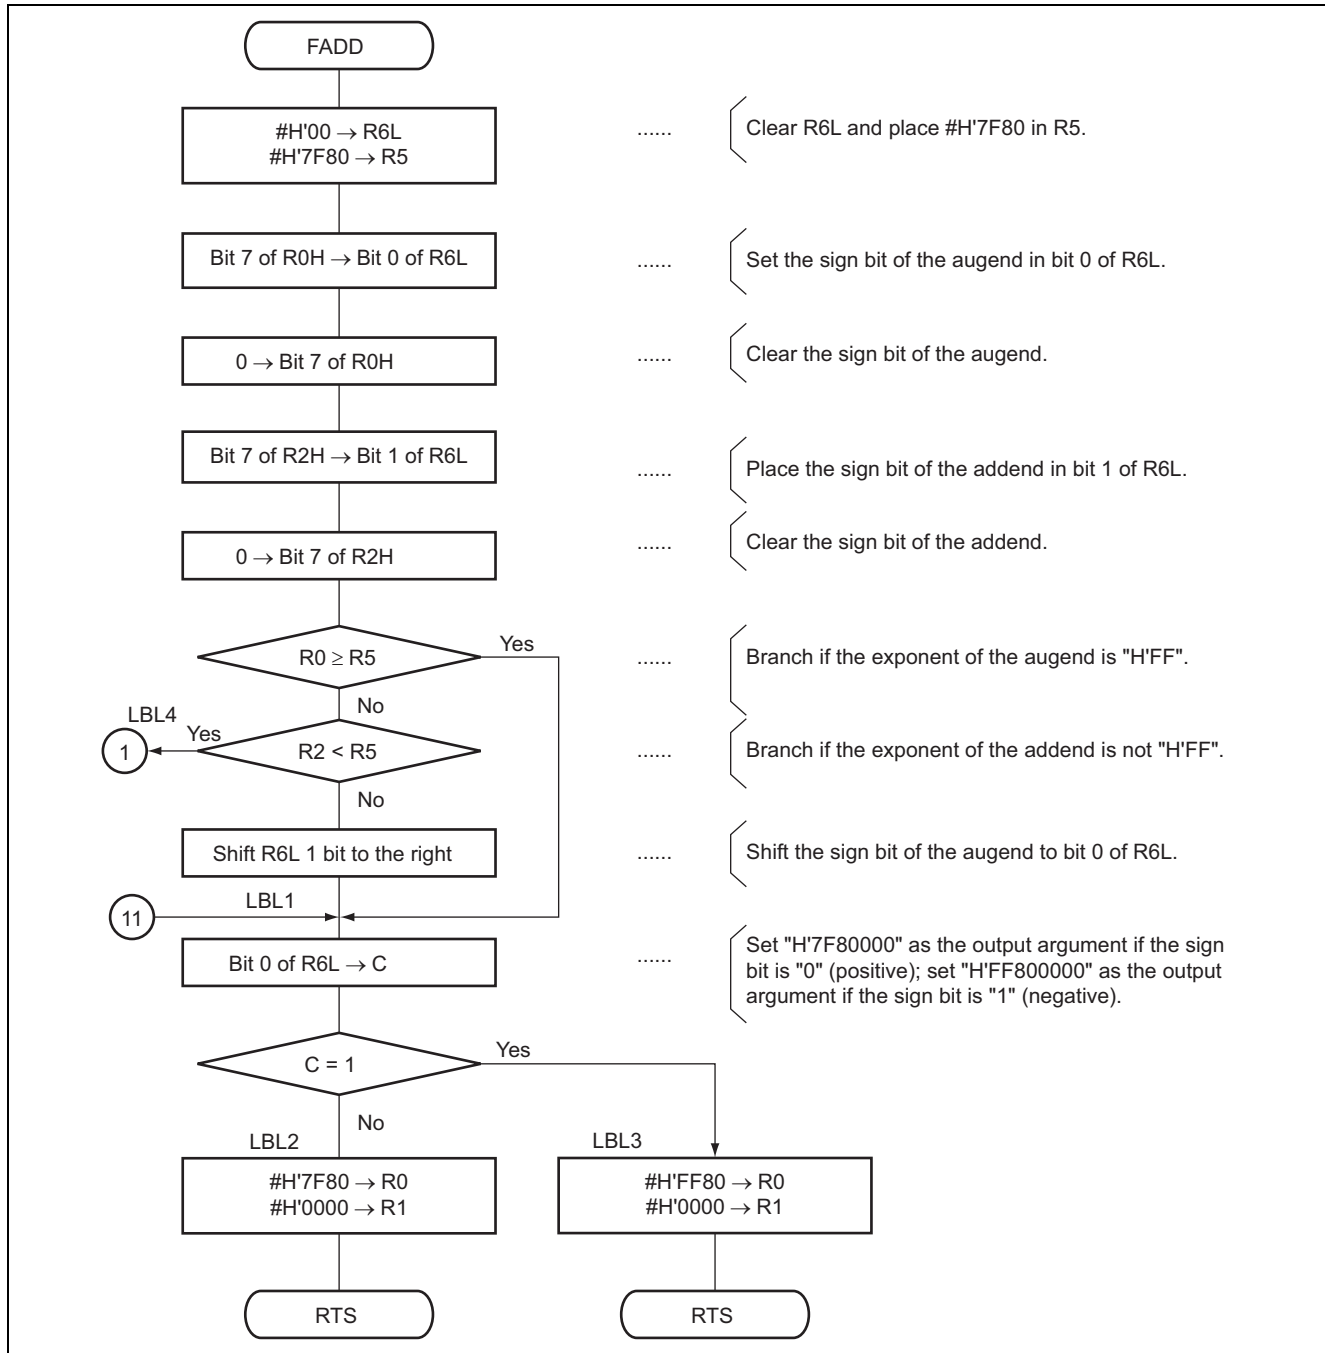 FADD
#H'00 → R6L
#H'7F80 → R5
...... Clear R6L and place #H'7F80 in R5.
Bit 7 of R0H → Bit 0 of R6L
...... Set the sign bit of the augend in bit 0 of R6L.
0 → Bit 7 of R0H
...... Clear the sign bit of the augend.
Bit 7 of R2H → Bit 1 of R6L
...... Place the sign bit of the addend in bit 1 of R6L.
0 → Bit 7 of R2H
...... Clear the sign bit of the addend.
R0 ≥ R5
Yes
...... Branch if the exponent of the augend is "H'FF".
No
LBL4
1
Yes
R2 < R5
...... Branch if the exponent of the addend is not "H'FF".
No
Shift R6L 1 bit to the right
...... Shift the sign bit of the augend to bit 0 of R6L.
LBL1
11
Bit 0 of R6L → C
...... Set "H'7F80000" as the output argument if the sign
bit is "0" (positive); set "H'FF800000" as the output
argument if the sign bit is "1" (negative).
C = 1
Yes
No
LBL2
#H'7F80 → R0
#H'0000 → R1
LBL3
#H'FF80 → R0
#H'0000 → R1
RTS
RTS